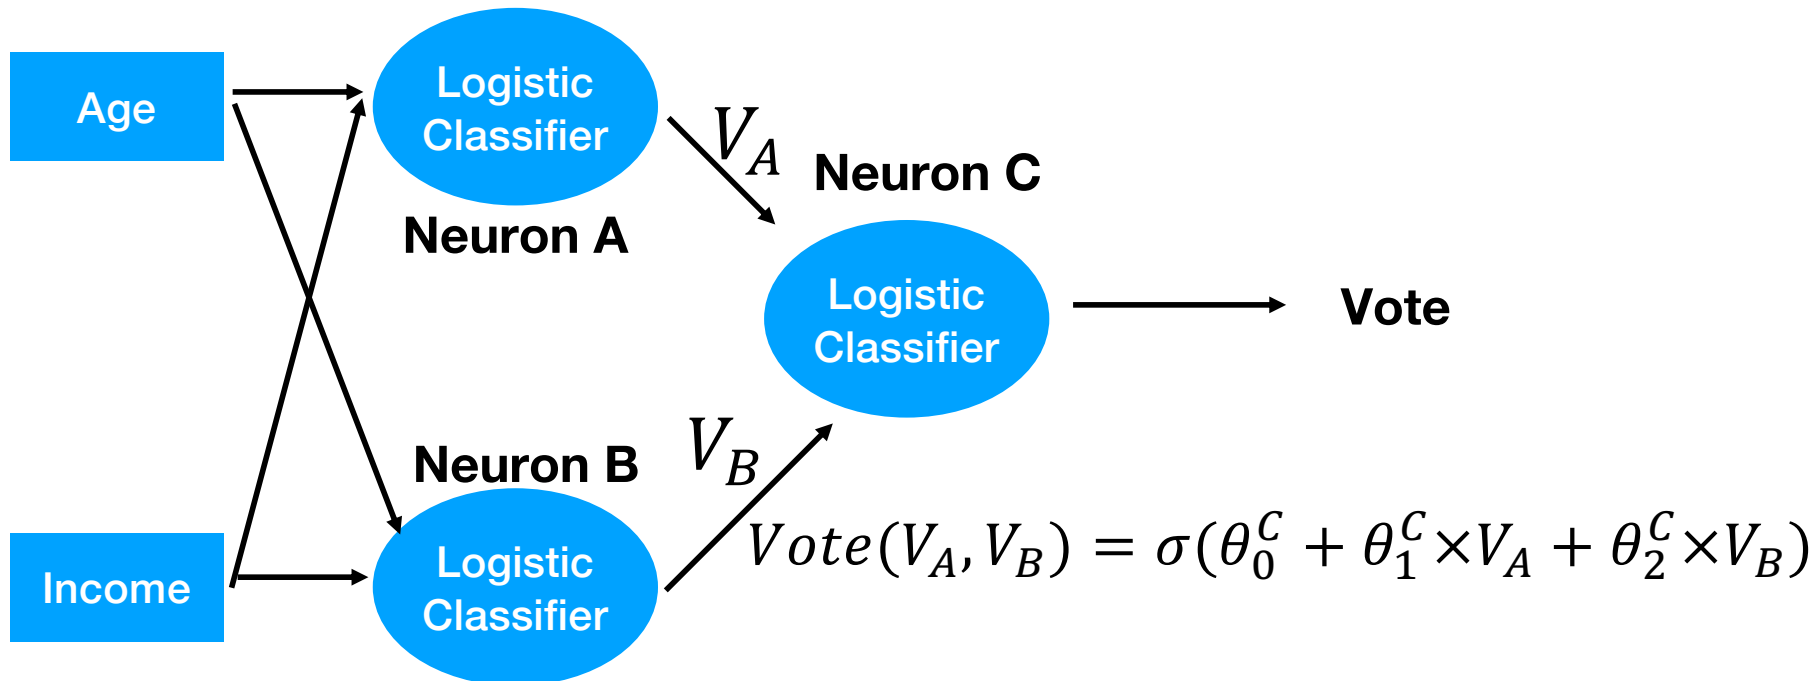 Age
Logistic
Classifier
Neuron A
V_A
Neuron C
Logistic
Classifier
Vote
Neuron B
V_B
Income
Logistic
Classifier
Vote(V_A, V_B) = σ(θ_0^C + θ_1^C × V_A + θ_2^C × V_B)